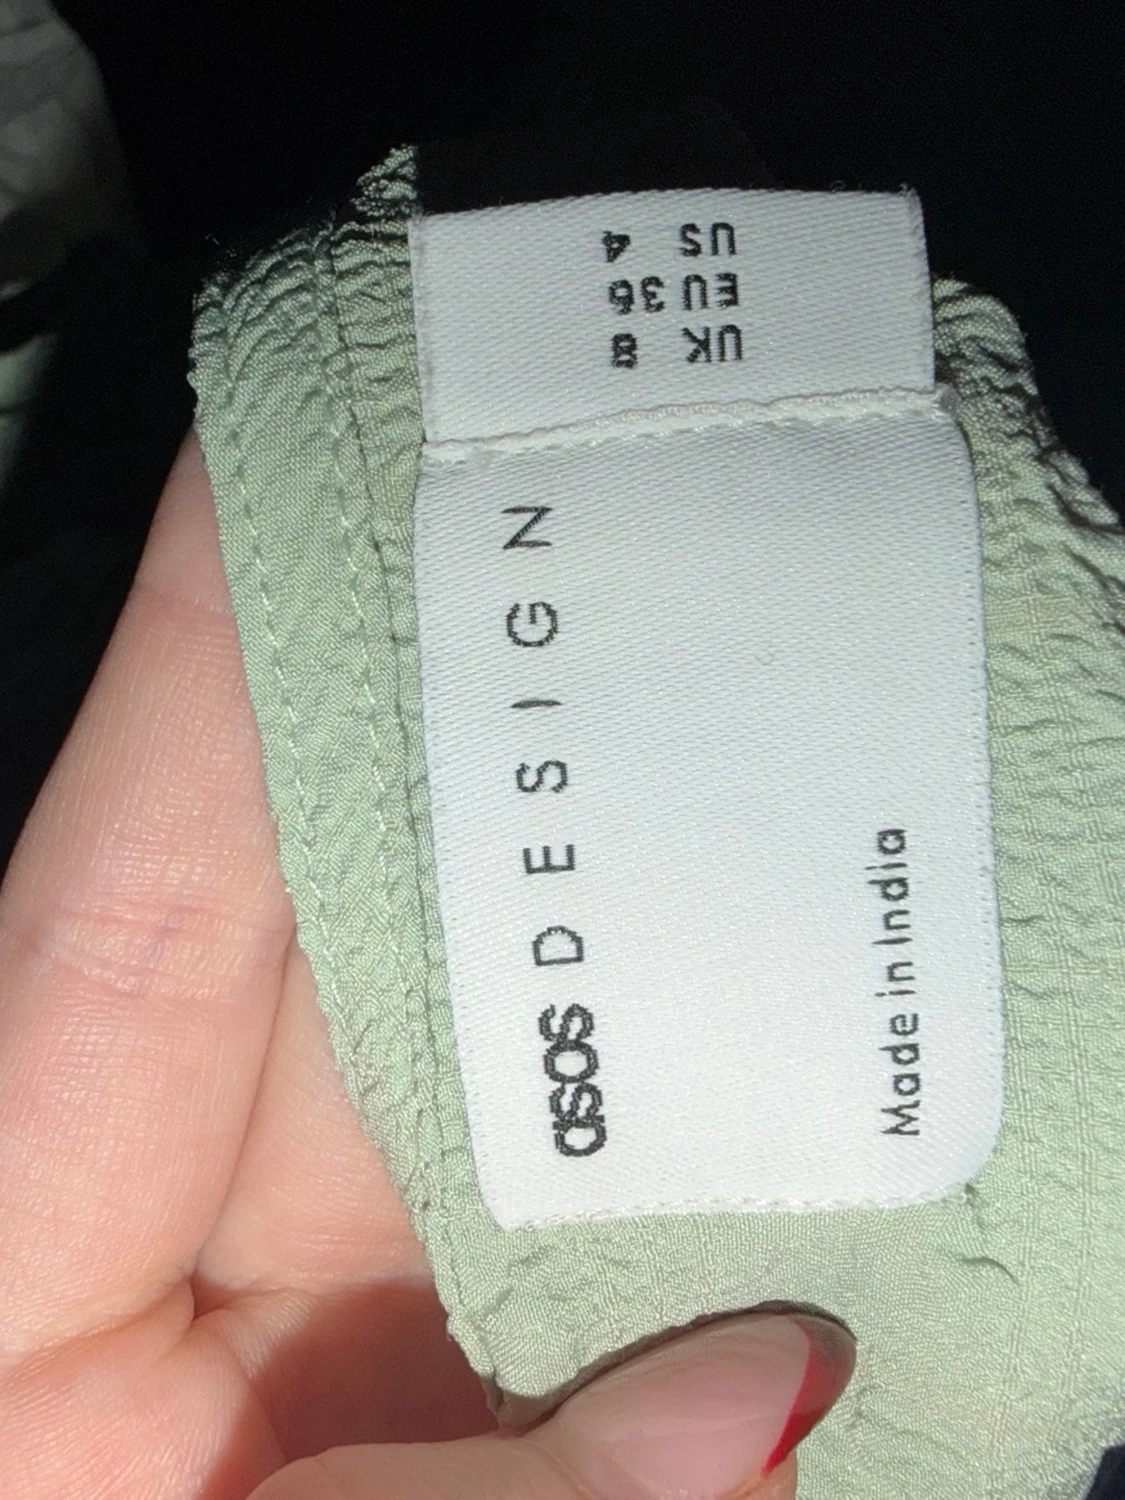 UK 8
EU 36
US 4
asos DESIGN
Made in India